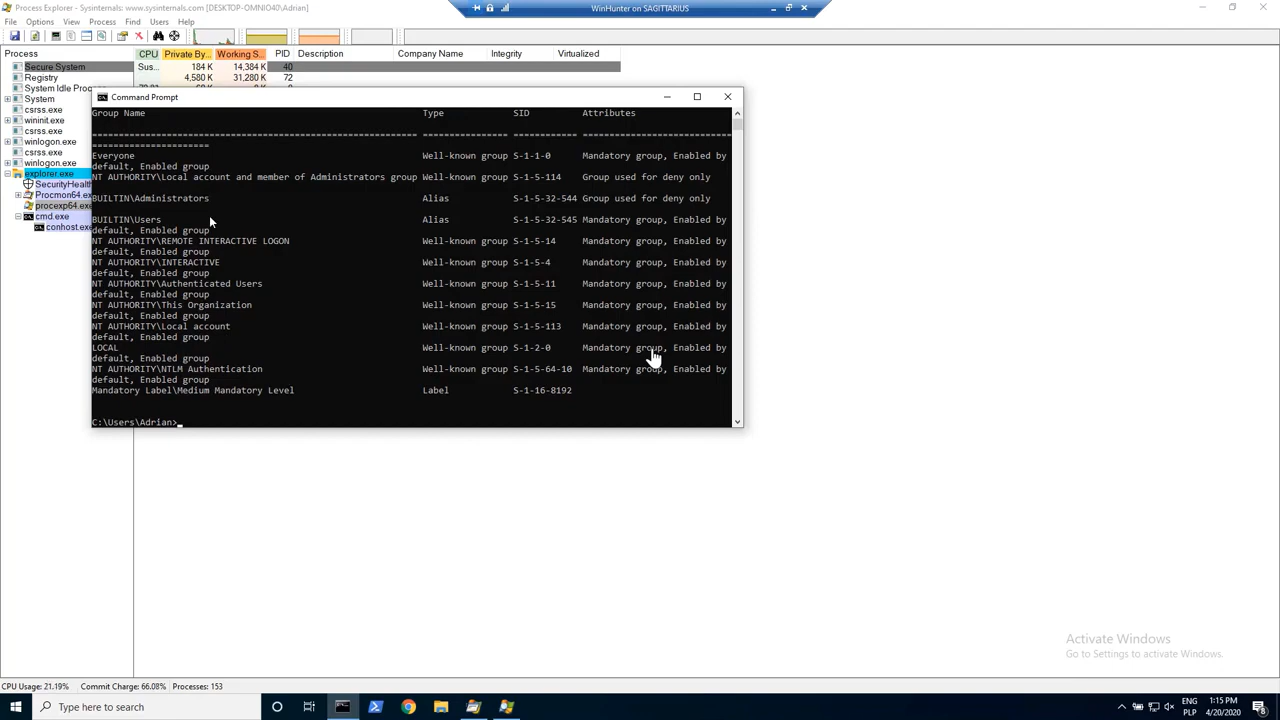 Process Explorer - Sysinternals: www.sysinternals.com [DESKTOP-OMNIO40\Adrian]
WinHunter on SAGITTARIUS
File Options View Process Find Users Help
Process CPU Private By... Working S... PID Description Company Name Integrity Virtualized
Secure System Sus... 184 K 14,384 K 40
Registry 4,580 K 31,280 K 72
System Idle Proce
System
csrss.exe
wininit.exe
csrss.exe
winlogon.exe
csrss.exe
winlogon.exe
explorer.exe
SecurityHealth
Procmon64.ex
procexp64.exe
cmd.exe
conhost.exe
Command Prompt
Group Name Type SID Attributes
================================================== =============== ============ ============================
======================
Everyone Well-known group S-1-1-0 Mandatory group, Enabled by
default, Enabled group
NT AUTHORITY\Local account and member of Administrators group Well-known group S-1-5-114 Group used for deny only
BUILTIN\Administrators Alias S-1-5-32-544 Group used for deny only
BUILTIN\Users Alias S-1-5-32-545 Mandatory group, Enabled by
default, Enabled group
NT AUTHORITY\REMOTE INTERACTIVE LOGON Well-known group S-1-5-14 Mandatory group, Enabled by
default, Enabled group
NT AUTHORITY\INTERACTIVE Well-known group S-1-5-4 Mandatory group, Enabled by
default, Enabled group
NT AUTHORITY\Authenticated Users Well-known group S-1-5-11 Mandatory group, Enabled by
default, Enabled group
NT AUTHORITY\This Organization Well-known group S-1-5-15 Mandatory group, Enabled by
default, Enabled group
NT AUTHORITY\Local account Well-known group S-1-5-113 Mandatory group, Enabled by
default, Enabled group
LOCAL Well-known group S-1-2-0 Mandatory group, Enabled by
default, Enabled group
NT AUTHORITY\NTLM Authentication Well-known group S-1-5-64-10 Mandatory group, Enabled by
default, Enabled group
Mandatory Label\Medium Mandatory Level Label S-1-16-8192
C:\Users\Adrian>_
Activate Windows
Go to Settings to activate Windows.
CPU Usage: 21.19% Commit Charge: 66.08% Processes: 153
Type here to search
ENG
PLP
1:15 PM
4/20/2020
8